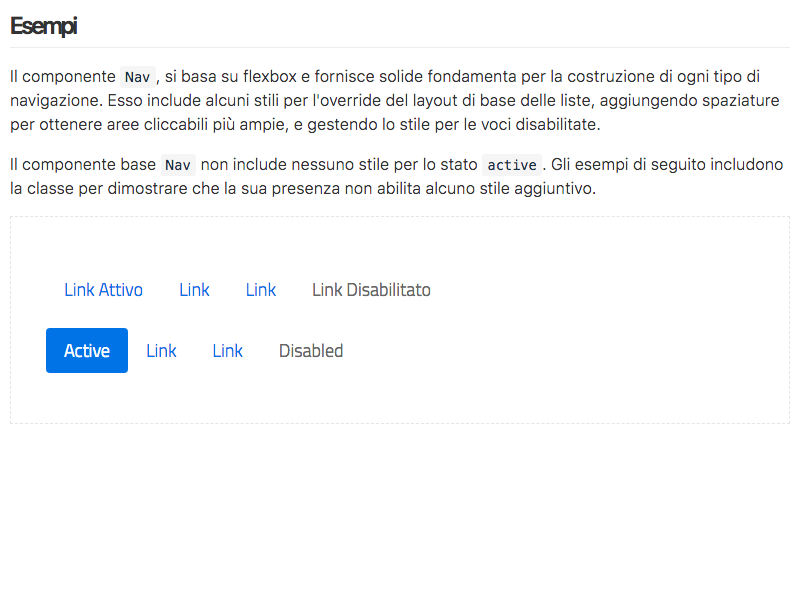 Esempi
Il componente Nav, si basa su flexbox e fornisce solide fondamenta per la costruzione di ogni tipo di
navigazione. Esso include alcuni stili per l'override del layout di base delle liste, aggiungendo spaziature
per ottenere aree cliccabili più ampie, e gestendo lo stile per le voci disabilitate.
Il componente base Nav non include nessuno stile per lo stato active. Gli esempi di seguito includono
la classe per dimostrare che la sua presenza non abilita alcuno stile aggiuntivo.
Link Attivo Link Link Link Disabilitato
Active Link Link Disabled